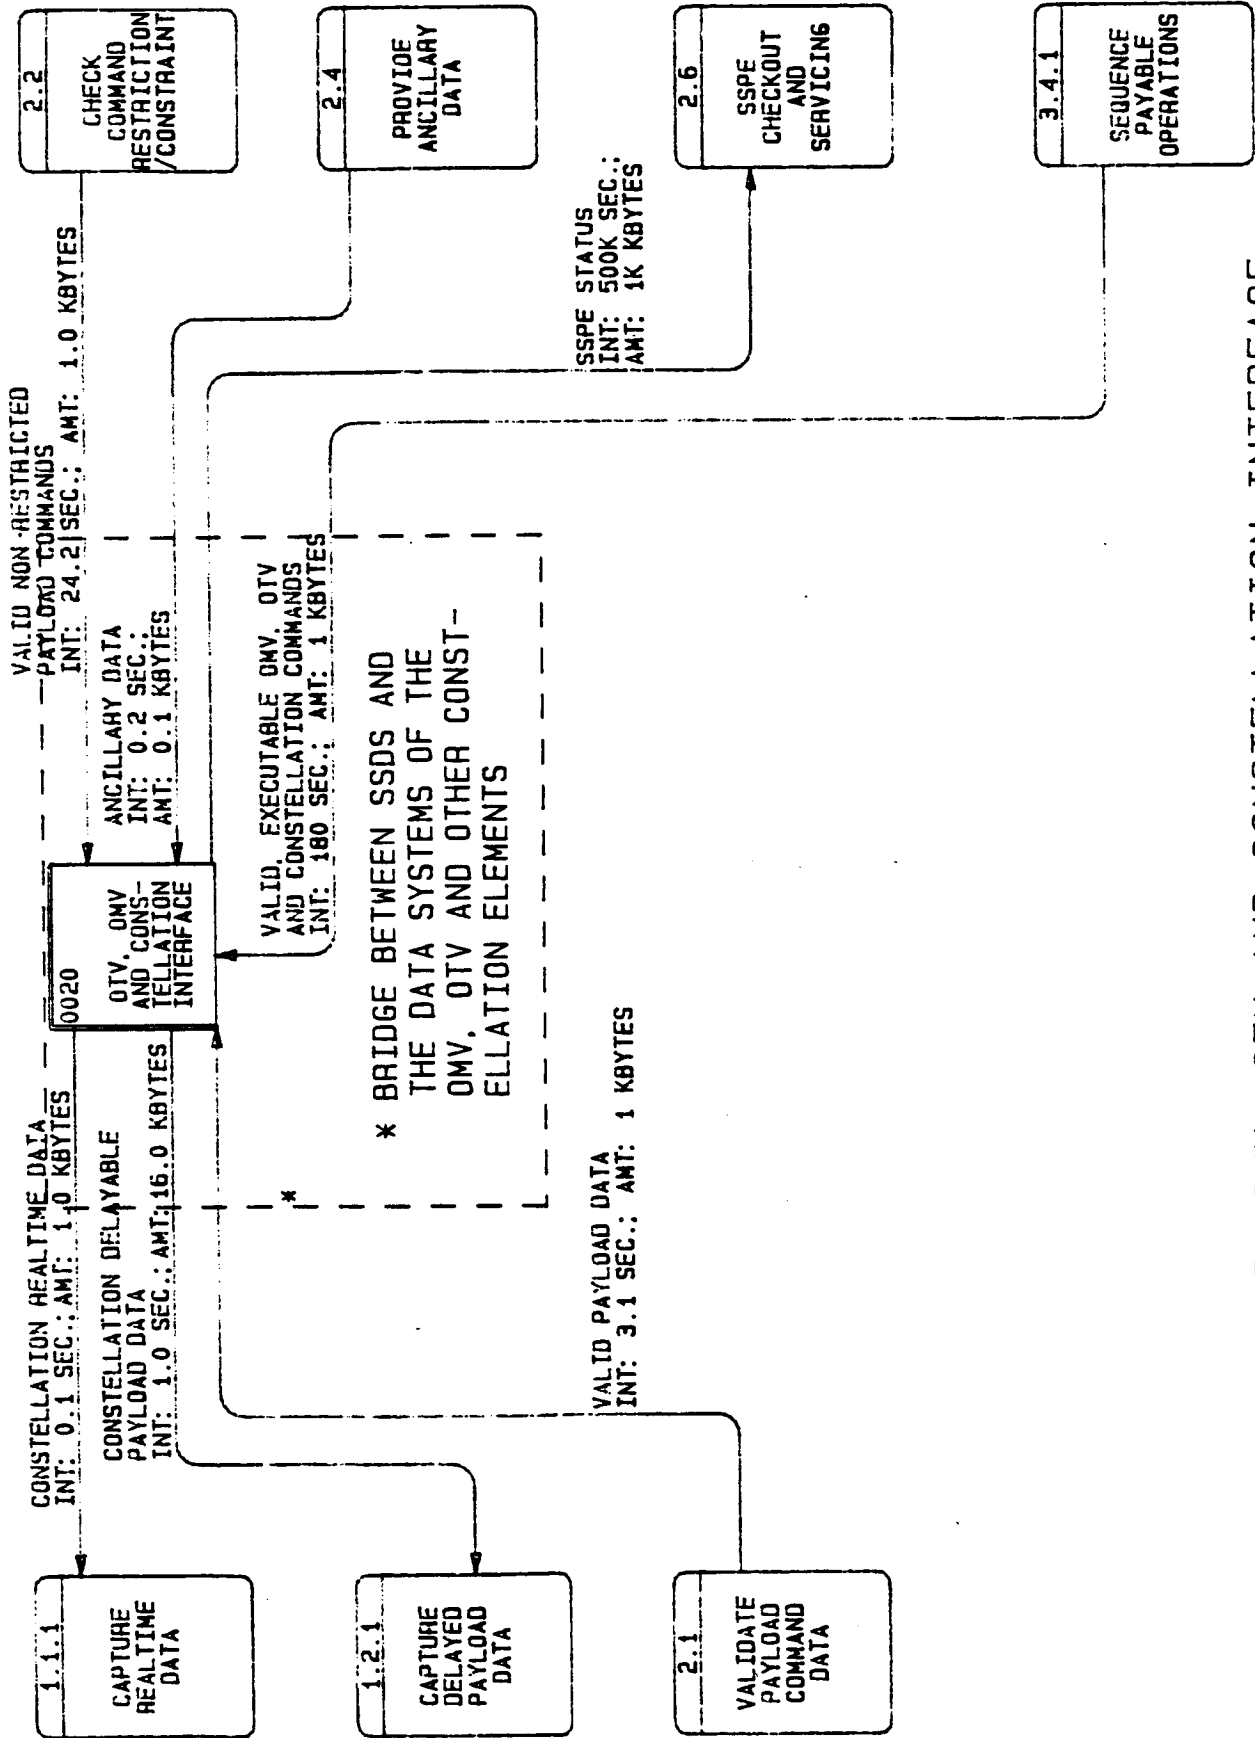 1.1.1
CAPTURE
REALTIME
DATA
1.2.1
CAPTURE
DELAYED
PAYLOAD
DATA
2.1
VALIDATE
PAYLOAD
COMMAND
DATA
CONSTELLATION REALTIME DATA
INT: 0.1 SEC.; AMT: 1.0 KBYTES
CONSTELLATION DELAYABLE
PAYLOAD DATA
INT: 1.0 SEC.; AMT: 16.0 KBYTES
VALID PAYLOAD DATA
INT: 3.1 SEC.; AMT: 1 KBYTES
*
0020
OTV, OMV
AND CONS-
TELLATION
INTERFACE
* BRIDGE BETWEEN SSDS AND
THE DATA SYSTEMS OF THE
OMV, OTV AND OTHER CONST-
ELLATION ELEMENTS
VALID NON-RESTRICTED
PAYLOAD COMMANDS
INT: 24.2 SEC.; AMT: 1.0 KBYTES
ANCILLARY DATA
INT: 0.2 SEC.;
AMT: 0.1 KBYTES
VALID, EXECUTABLE OMV, OTV
AND CONSTELLATION COMMANDS
INT: 180 SEC.; AMT: 1 KBYTES
SSPE STATUS
INT: 500K SEC.;
AMT: 1K KBYTES
2.2
CHECK
COMMAND
RESTRICTION
/CONSTRAINT
2.4
PROVIDE
ANCILLARY
DATA
2.6
SSPE
CHECKOUT
AND
SERVICING
3.4.1
SEQUENCE
PAYABLE
OPERATIONS
AND CONSTELLATION INTERFACE